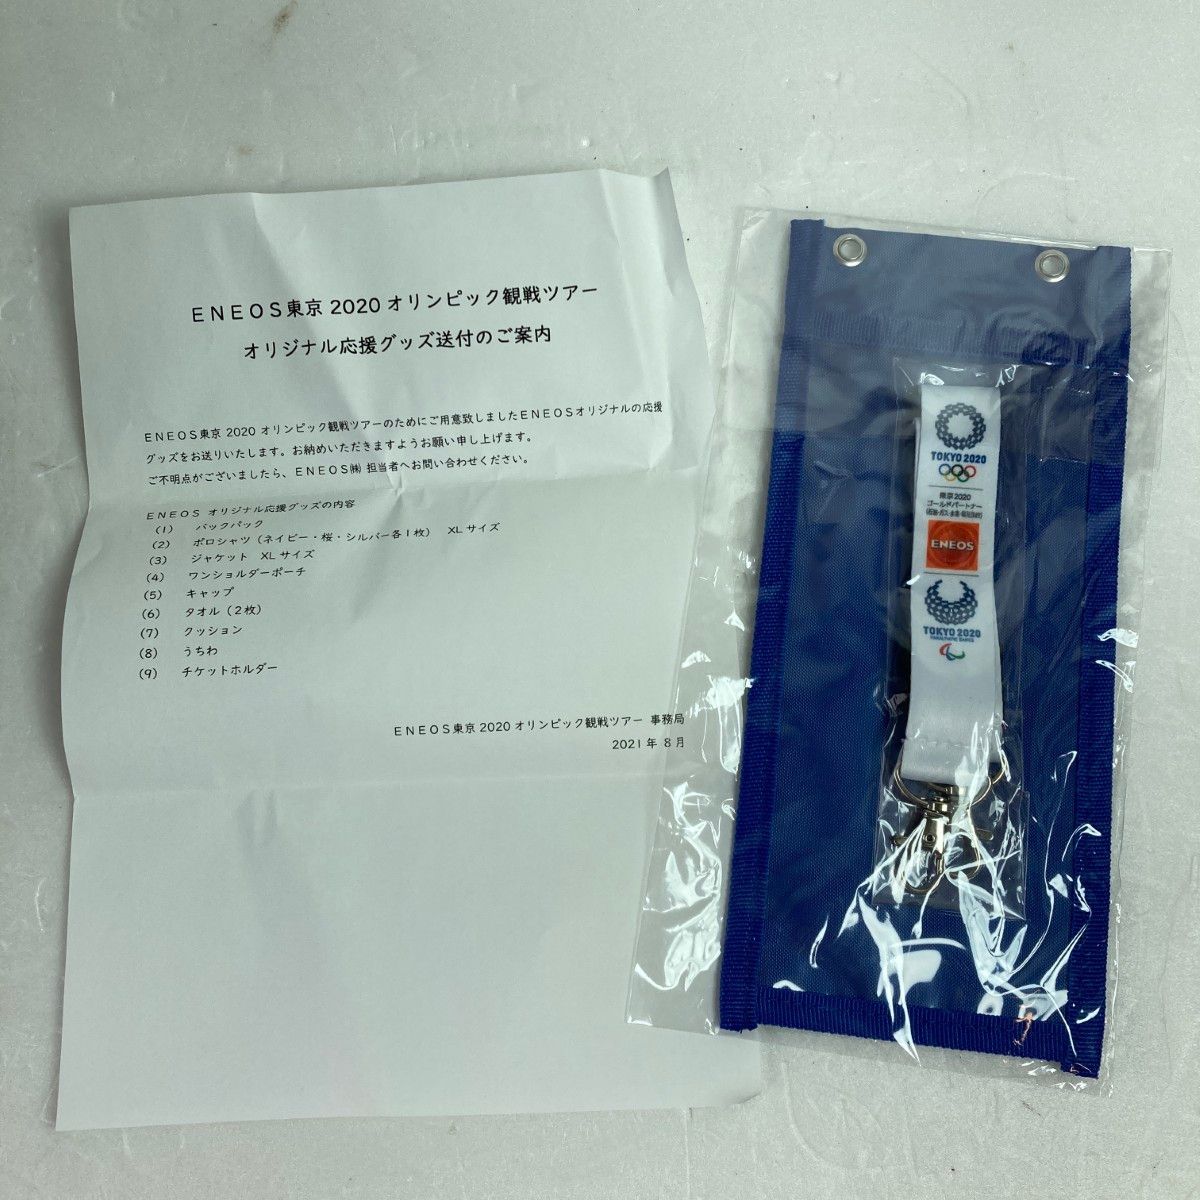 ENEOS東京 2020 オリンピック観戦ツアー
オリジナル応援グッズ送付のご案内
ENEOS東京 2020 オリンピック観戦ツアーのためにご用意致しましたENEOSオリジナルの応援
グッズをお送りいたします。お納めいただきますようお願い申し上げます。
ご不明点がございましたら、ENEOS㈱ 担当者へお問い合わせください。
ENEOS オリジナル応援グッズの内容
(1) バックパック
(2) ポロシャツ（ネイビー・桜・シルバー各1枚） XLサイズ
(3) ジャケット XLサイズ
(4) ワンショルダーポーチ
(5) キャップ
(6) タオル（2枚）
(7) クッション
(8) うちわ
(9) チケットホルダー
ENEOS東京 2020 オリンピック観戦ツアー 事務局
2021年 8月
TOKYO 2020
東京2020
ゴールドパートナー
ENEOS
TOKYO 2020
PARALYMPIC GAMES